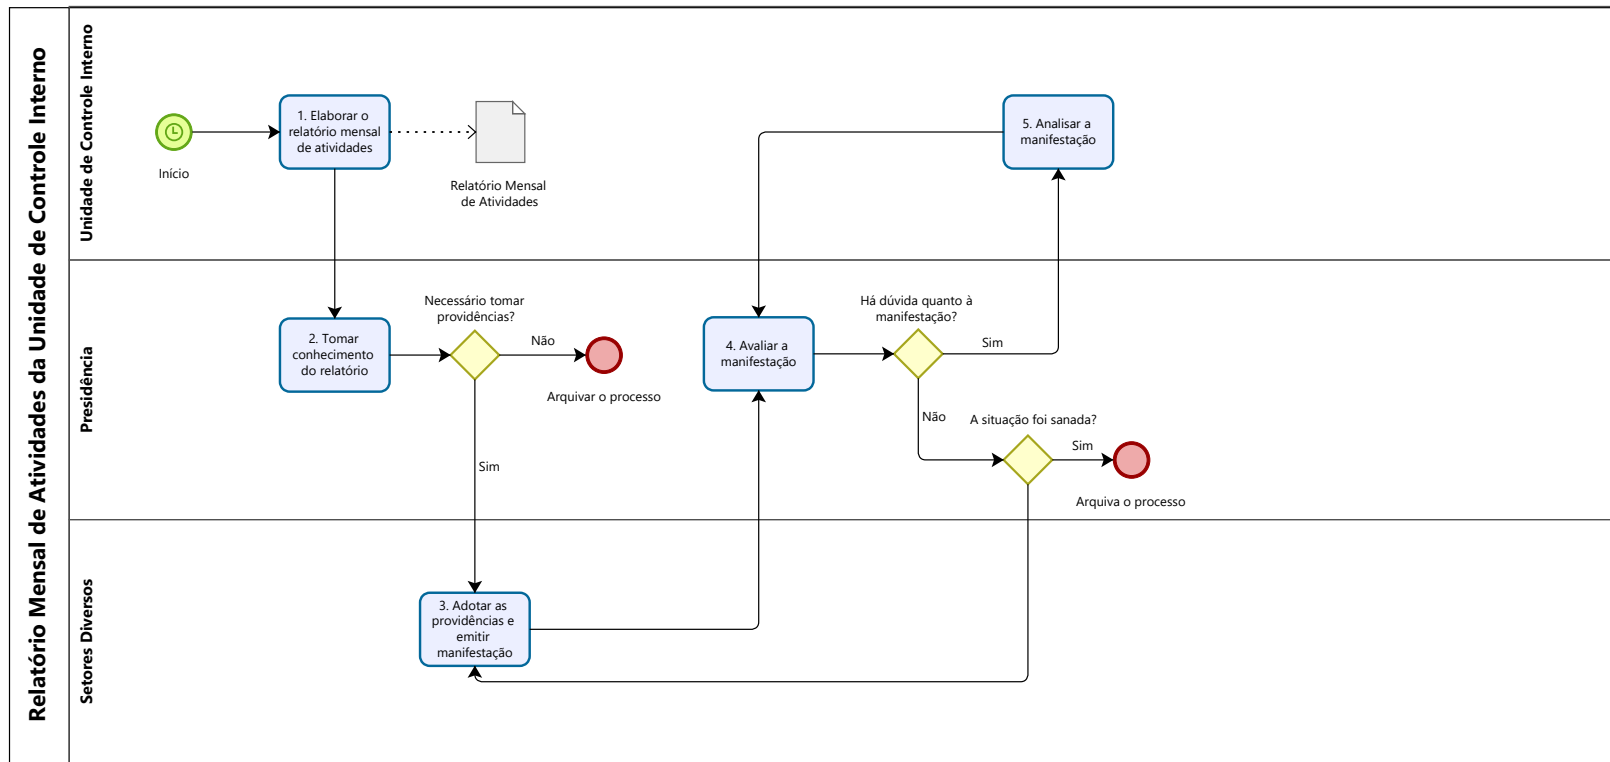 Relatório Mensal de Atividades da Unidade de Controle Interno
Unidade de Controle Interno
Início
1. Elaborar o
relatório mensal
de atividades
Relatório Mensal
de Atividades
5. Analisar a
manifestação
Presidência
2. Tomar
conhecimento
do relatório
Necessário tomar
providências?
Não
Sim
Arquivar o processo
4. Avaliar a
manifestação
Há dúvida quanto à
manifestação?
Sim
Não
A situação foi sanada?
Sim
Arquiva o processo
Setores Diversos
3. Adotar as
providências e
emitir
manifestação